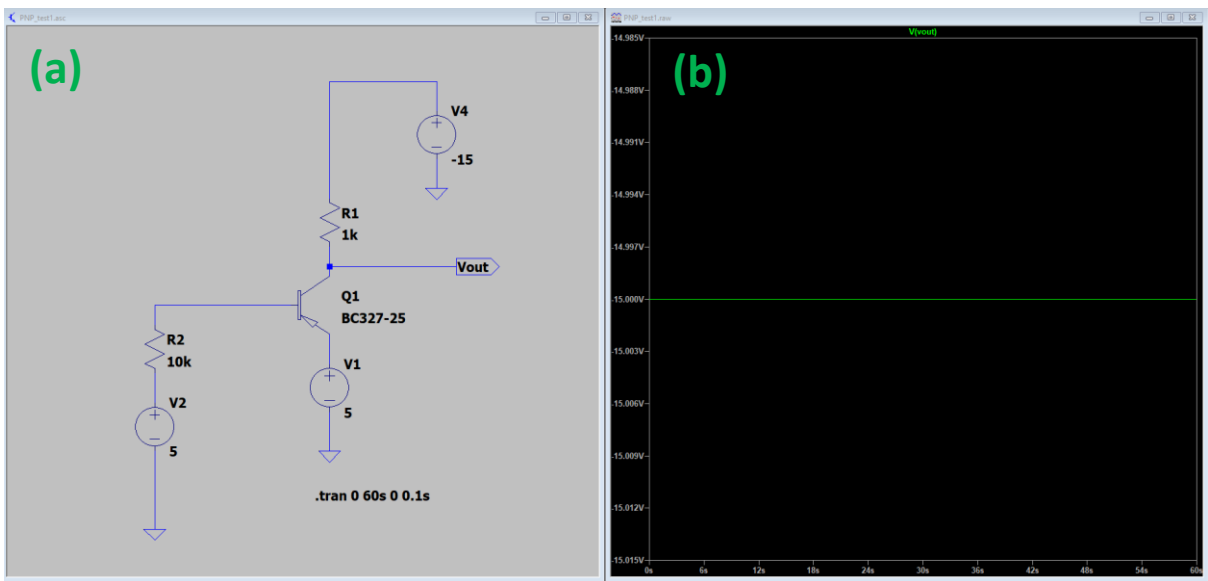 PNP_test1.asc
(a)
V4
-15
R1
1k
Vout
Q1
BC327-25
R2
10k
V1
5
V2
5
.tran 0 60s 0 0.1s
PNP_test1.raw
V(vout)
(b)
-14.985V
-14.988V
-14.991V
-14.994V
-14.997V
-15.000V
-15.003V
-15.006V
-15.009V
-15.012V
-15.015V
0s 6s 12s 18s 24s 30s 36s 42s 48s 54s 60s